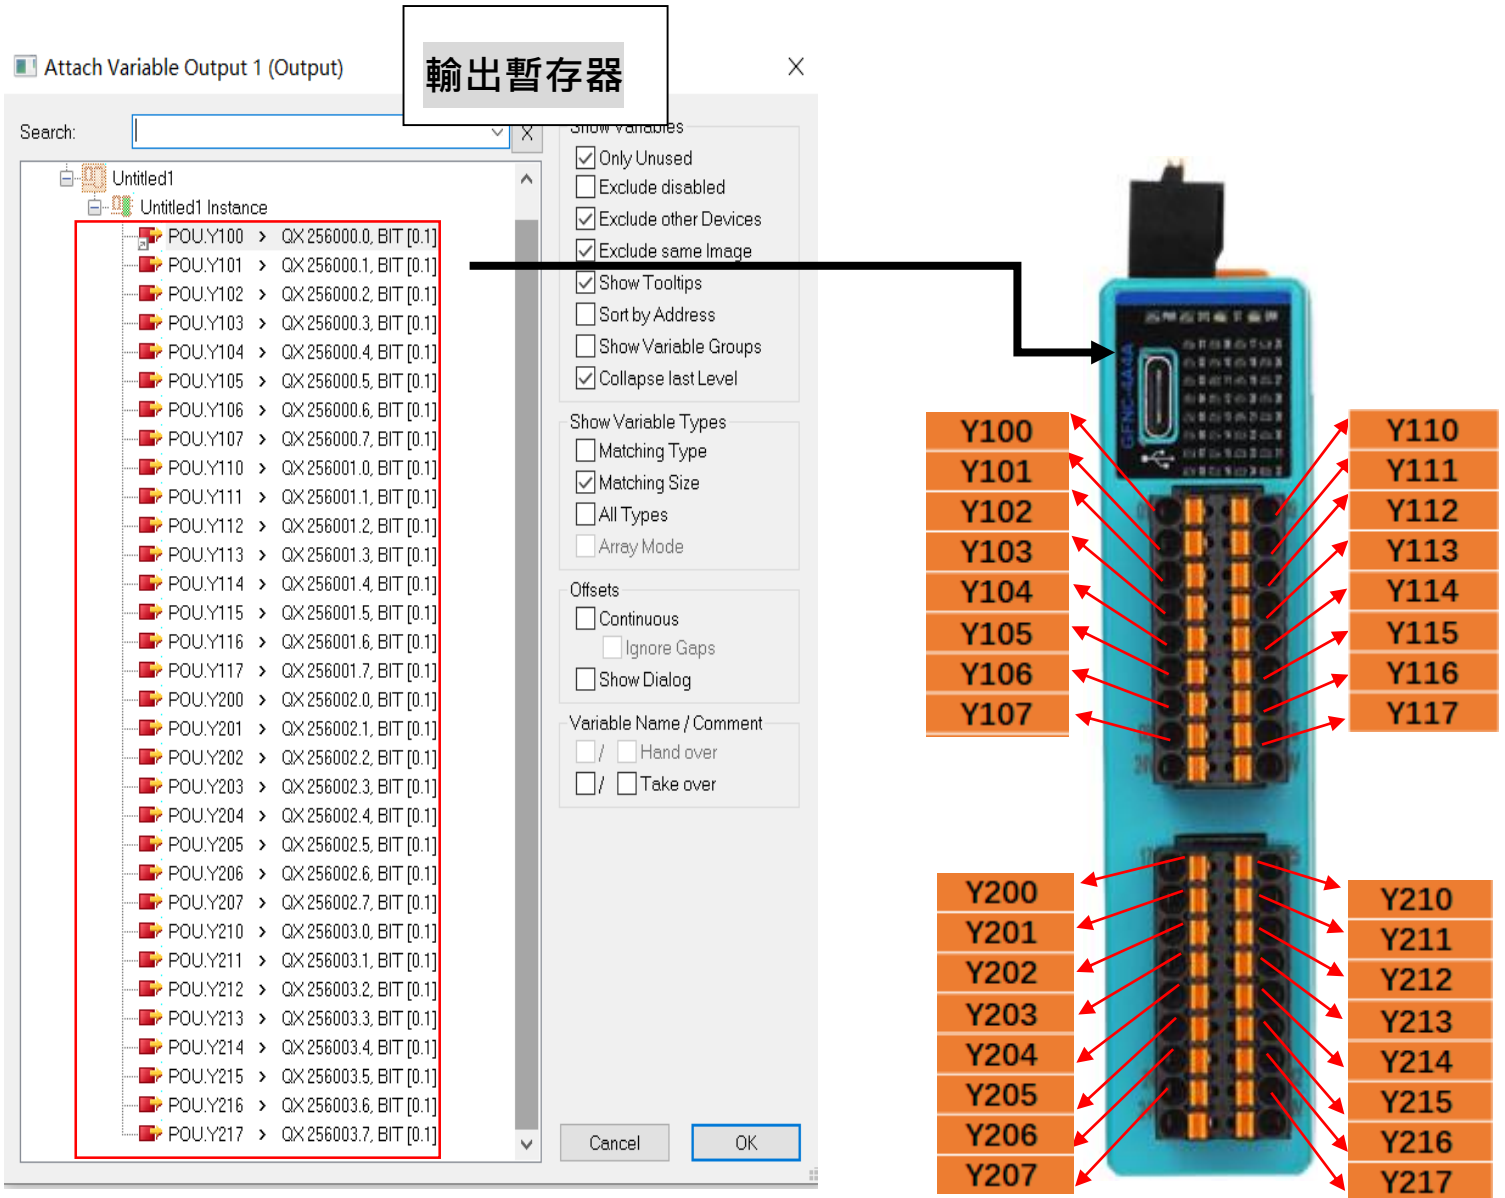 輸出暫存器
Attach Variable Output 1 (Output)
Search:
Untitled1
Untitled1 Instance
POU.Y100 > QX 256000.0, BIT [0.1]
POU.Y101 > QX 256000.1, BIT [0.1]
POU.Y102 > QX 256000.2, BIT [0.1]
POU.Y103 > QX 256000.3, BIT [0.1]
POU.Y104 > QX 256000.4, BIT [0.1]
POU.Y105 > QX 256000.5, BIT [0.1]
POU.Y106 > QX 256000.6, BIT [0.1]
POU.Y107 > QX 256000.7, BIT [0.1]
POU.Y110 > QX 256001.0, BIT [0.1]
POU.Y111 > QX 256001.1, BIT [0.1]
POU.Y112 > QX 256001.2, BIT [0.1]
POU.Y113 > QX 256001.3, BIT [0.1]
POU.Y114 > QX 256001.4, BIT [0.1]
POU.Y115 > QX 256001.5, BIT [0.1]
POU.Y116 > QX 256001.6, BIT [0.1]
POU.Y117 > QX 256001.7, BIT [0.1]
POU.Y200 > QX 256002.0, BIT [0.1]
POU.Y201 > QX 256002.1, BIT [0.1]
POU.Y202 > QX 256002.2, BIT [0.1]
POU.Y203 > QX 256002.3, BIT [0.1]
POU.Y204 > QX 256002.4, BIT [0.1]
POU.Y205 > QX 256002.5, BIT [0.1]
POU.Y206 > QX 256002.6, BIT [0.1]
POU.Y207 > QX 256002.7, BIT [0.1]
POU.Y210 > QX 256003.0, BIT [0.1]
POU.Y211 > QX 256003.1, BIT [0.1]
POU.Y212 > QX 256003.2, BIT [0.1]
POU.Y213 > QX 256003.3, BIT [0.1]
POU.Y214 > QX 256003.4, BIT [0.1]
POU.Y215 > QX 256003.5, BIT [0.1]
POU.Y216 > QX 256003.6, BIT [0.1]
POU.Y217 > QX 256003.7, BIT [0.1]
Show Variables
Only Unused
Exclude disabled
Exclude other Devices
Exclude same Image
Show Tooltips
Sort by Address
Show Variable Groups
Collapse last Level
Show Variable Types
Matching Type
Matching Size
All Types
Array Mode
Offsets
Continuous
Ignore Gaps
Show Dialog
Variable Name / Comment
/ Hand over
/ Take over
Cancel
OK
GFNC-4A4A
Y100
Y101
Y102
Y103
Y104
Y105
Y106
Y107
Y110
Y111
Y112
Y113
Y114
Y115
Y116
Y117
Y200
Y201
Y202
Y203
Y204
Y205
Y206
Y207
Y210
Y211
Y212
Y213
Y214
Y215
Y216
Y217